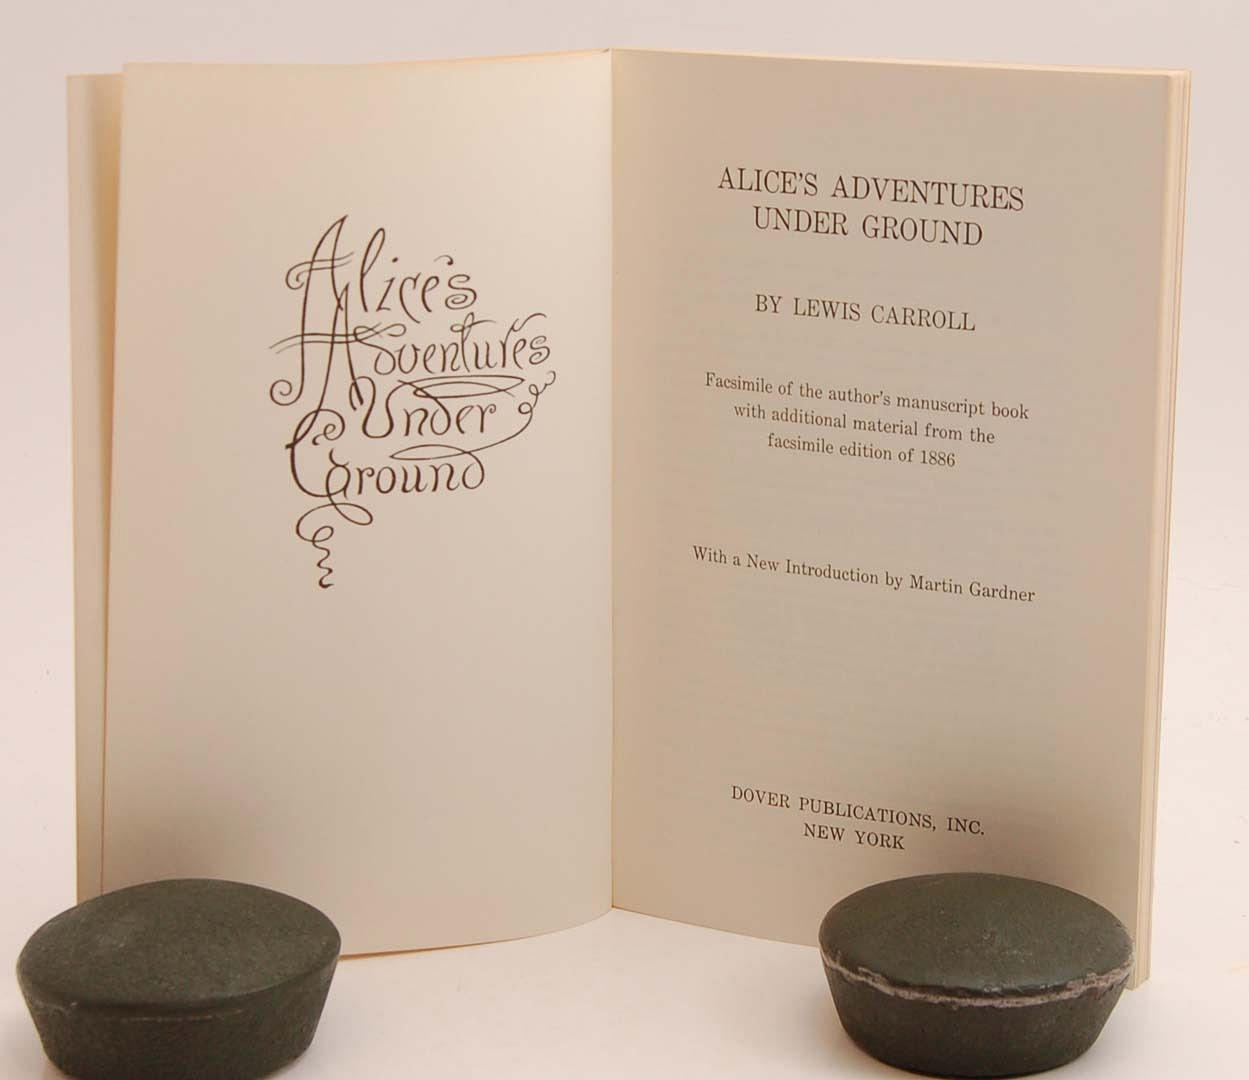 Alice's
Adventures
Under
Ground
ALICE'S ADVENTURES
UNDER GROUND
BY LEWIS CARROLL
Facsimile of the author's manuscript book
with additional material from the
facsimile edition of 1886
With a New Introduction by Martin Gardner
DOVER PUBLICATIONS, INC.
NEW YORK